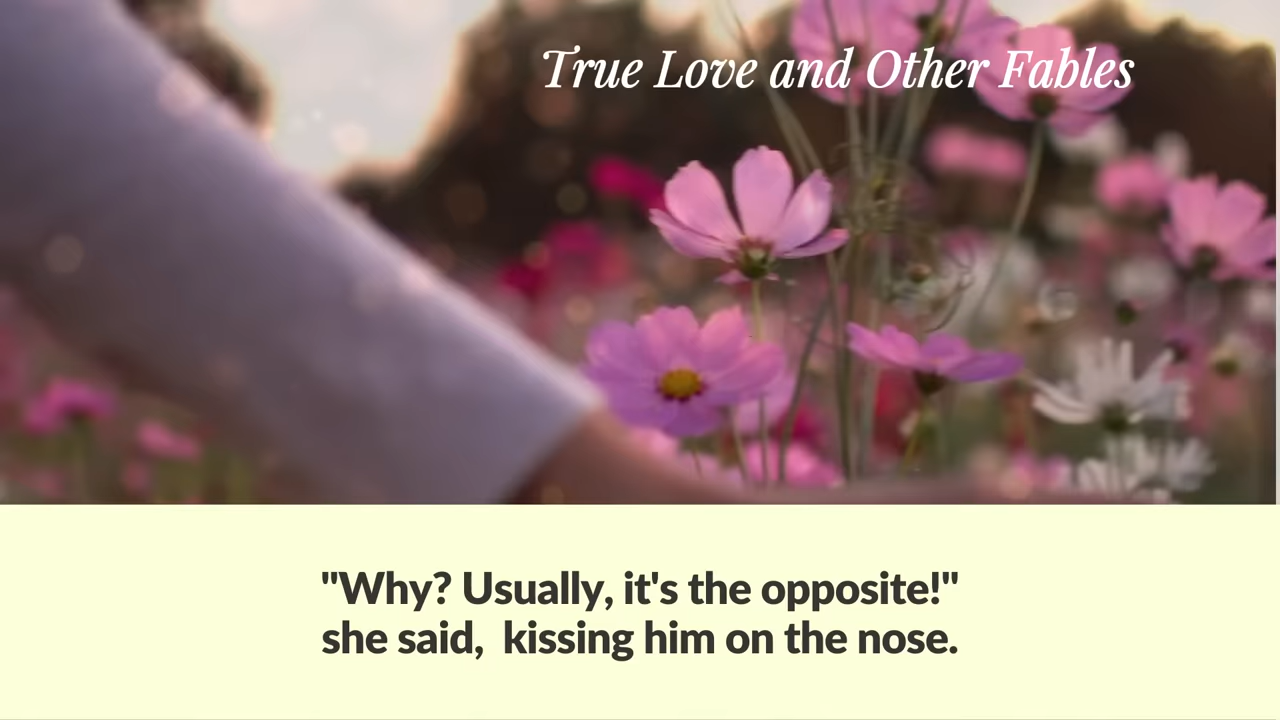 True Love and Other Fables
"Why? Usually, it's the opposite!"
she said,  kissing him on the nose.